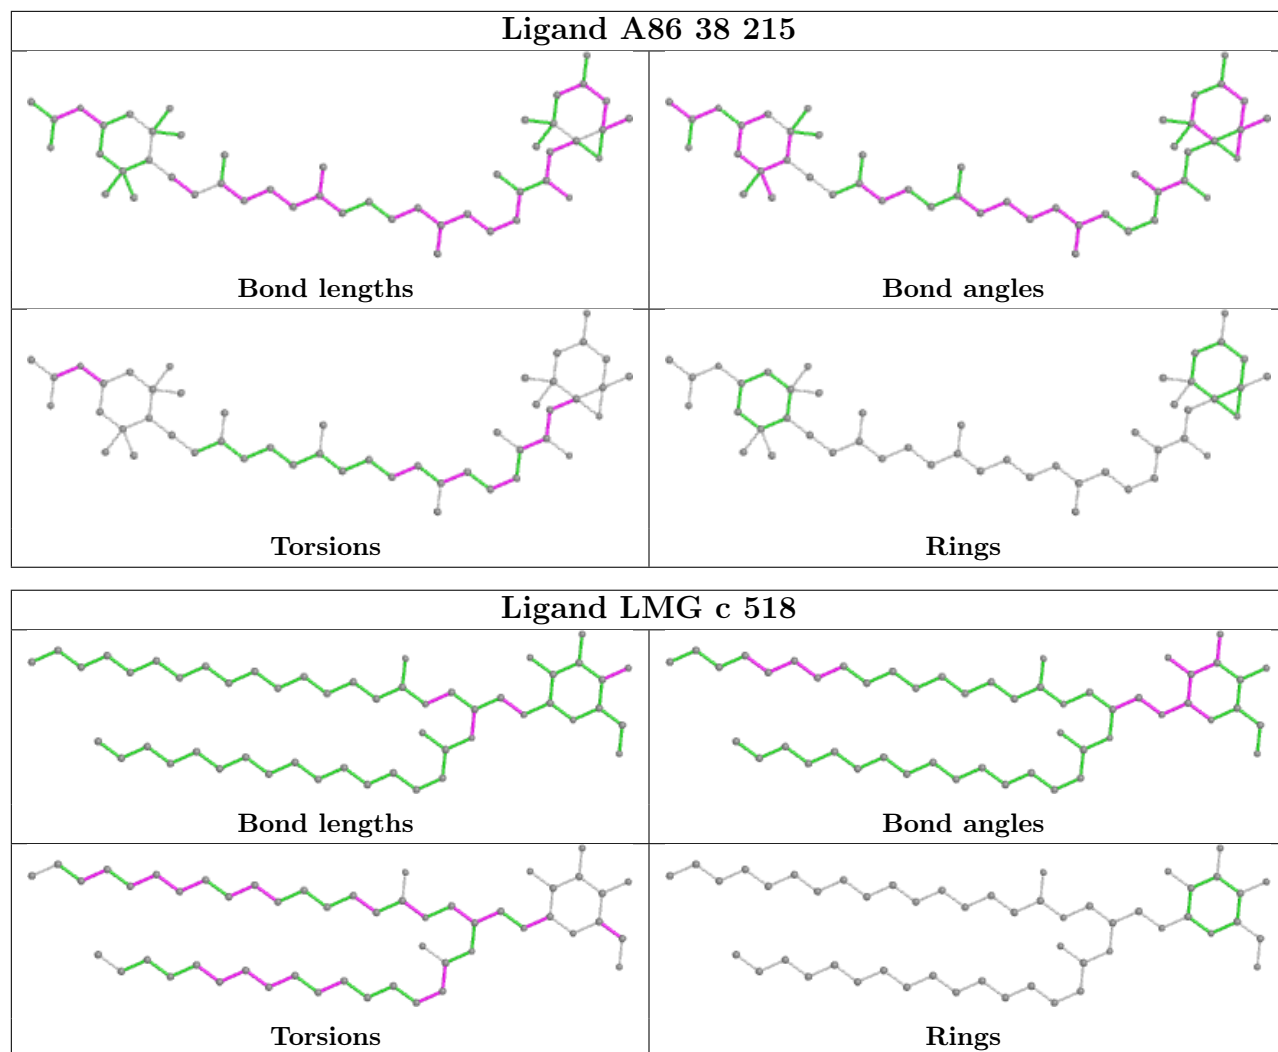 Ligand A86 38 215
Bond lengths
Bond angles
Torsions
Rings
Ligand LMG c 518
Bond lengths
Bond angles
Torsions
Rings